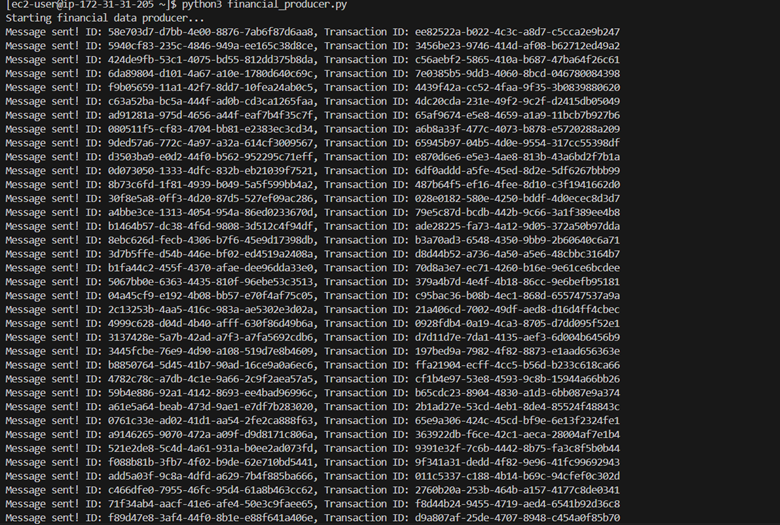 [ec2-user@ip-172-31-31-205 ~]$ python3 financial_producer.py
Starting financial data producer...
Message sent! ID: 58e703d7-d7bb-4e00-8876-7ab6f87d6aa8, Transaction ID: ee82522a-b022-4c3c-a8d7-c5cca2e9b247
Message sent! ID: 5940cf83-235c-4846-949a-ee165c38d8ce, Transaction ID: 3456be23-9746-414d-af08-b62712ed49a2
Message sent! ID: 424de9fb-53c1-4075-bd55-812dd375b8da, Transaction ID: c56aebf2-5865-410a-b687-47ba64f26c61
Message sent! ID: 6da89804-d101-4a67-a10e-1780d640c69c, Transaction ID: 7e0385b5-9dd3-4060-8bcd-046780084398
Message sent! ID: f9b05659-11a1-42f7-8dd7-10fea24ab0c5, Transaction ID: 4439f42a-cc52-4faa-9f35-3b0839880620
Message sent! ID: c63a52ba-bc5a-444f-ad0b-cd3ca1265faa, Transaction ID: 4dc20cda-231e-49f2-9c2f-d2415db05049
Message sent! ID: ad91281a-975d-4656-a44f-eaf7b4f35c7f, Transaction ID: 65af9674-e5e8-4659-a1a9-11bcb7b927b6
Message sent! ID: 080511f5-cf83-4704-bb81-e2383ec3cd34, Transaction ID: a6b8a33f-477c-4073-b878-e5720288a209
Message sent! ID: 9ded57a6-772c-4a97-a32a-614cf3009567, Transaction ID: 65945b97-04b5-4d0e-9554-317cc55398df
Message sent! ID: d3503ba9-e0d2-44f0-b562-952295c71eff, Transaction ID: e870d6e6-e5e3-4ae8-813b-43a6bd2f7b1a
Message sent! ID: 0d073050-1333-4dfc-832b-eb21039f7521, Transaction ID: 6df0addd-a5fe-45ed-8d2e-5df6267bbb99
Message sent! ID: 8b73c6fd-1f81-4939-b049-5a5f599bb4a2, Transaction ID: 487b64f5-ef16-4fee-8d10-c3f1941662d0
Message sent! ID: 30f8e5a8-0ff3-4d20-87d5-527ef09ac286, Transaction ID: 028e0182-580e-4250-bddf-4d0ecec8d3d7
Message sent! ID: a4bbe3ce-1313-4054-954a-86ed0233670d, Transaction ID: 79e5c87d-bcdb-442b-9c66-3a1f389ee4b8
Message sent! ID: b1464b57-dc38-4f6d-9808-3d512c4f94df, Transaction ID: ade28225-fa73-4a12-9d05-372a50b97dda
Message sent! ID: 8ebc626d-fecb-4306-b7f6-45e9d17398db, Transaction ID: b3a70ad3-6548-4350-9bb9-2b60640c6a71
Message sent! ID: 3d7b5ffe-d54b-446e-bf02-ed4519a2408a, Transaction ID: d8d44b52-a736-4a50-a5e6-48cbbc3164b7
Message sent! ID: b1fa44c2-455f-4370-afae-dee96dda33e0, Transaction ID: 70d8a3e7-ec71-4260-b16e-9e61ce6bcdee
Message sent! ID: 5067bb0e-6363-4435-810f-96ebe53c3513, Transaction ID: 379a4b7d-4e4f-4b18-86cc-9e6befb95181
Message sent! ID: 04a45cf9-e192-4b08-bb57-e70f4af75c05, Transaction ID: c95bac36-b08b-4ec1-868d-655747537a9a
Message sent! ID: 2c13253b-4aa5-416c-983a-ae5302e3d02a, Transaction ID: 21a406cd-7002-49df-aed8-d16d4ff4cbec
Message sent! ID: 4999c628-d04d-4b40-afff-630f86d49b6a, Transaction ID: 0928fdb4-0a19-4ca3-8705-d7dd095f52e1
Message sent! ID: 3137428e-5a7b-42ad-a7f3-a7fa5692cdb6, Transaction ID: d7d11d7e-7da1-4135-aef3-6d004b6456b9
Message sent! ID: 3445fcbe-76e9-4d90-a108-519d7e8b4609, Transaction ID: 197bed9a-7982-4f82-8873-e1aad656363e
Message sent! ID: b8850764-5d45-41b7-90ad-16ce9a0a6ec6, Transaction ID: ffa21904-ecff-4cc5-b56d-b233c618ca66
Message sent! ID: 4782c78c-a7db-4c1e-9a66-2c9f2aea57a5, Transaction ID: cf1b4e97-53e8-4593-9c8b-15944a66bb26
Message sent! ID: 59b4e886-92a1-4142-8693-ee4bad96996c, Transaction ID: b65cdc23-8904-4830-a1d3-6bb087e9a374
Message sent! ID: a61e5a64-beab-473d-9ae1-e7df7b283020, Transaction ID: 2b1ad27e-53cd-4eb1-8de4-85524f48843c
Message sent! ID: 0761c33e-ad02-41d1-aa54-2fe2ca888f63, Transaction ID: 65e9a306-424c-45cd-bf9e-6e13f2324fe1
Message sent! ID: a9146265-9070-472a-a09f-d9d8171c806a, Transaction ID: 363922db-f6ce-42c1-aeca-28004af7e1b4
Message sent! ID: 521e2de8-5c4d-4a61-931a-b0ee2ad073fd, Transaction ID: 9391e32f-7c6b-4442-8b75-fa3c8f5b0b44
Message sent! ID: f088b81b-3fb7-4f02-b9de-62e710bd5441, Transaction ID: 9f341a31-dedd-4f82-9e96-41fc99692943
Message sent! ID: add5a03f-9c8a-4dfd-a629-7b4f885ba666, Transaction ID: 011c5337-c188-4b14-b69c-94cfef0c302d
Message sent! ID: c466dfe0-7955-46fc-95d4-61a8b463cc62, Transaction ID: 2760b20a-253b-464b-a157-4177c8de0341
Message sent! ID: 71f34ab4-aacf-41e6-afe4-50e3c9faee65, Transaction ID: f8d44b24-9455-4719-aed4-6541b92d36c8
Message sent! ID: f89d47e8-3af4-44f0-8b1e-e88f641a406e, Transaction ID: d9a807af-25de-4707-8948-c454a0f85b70